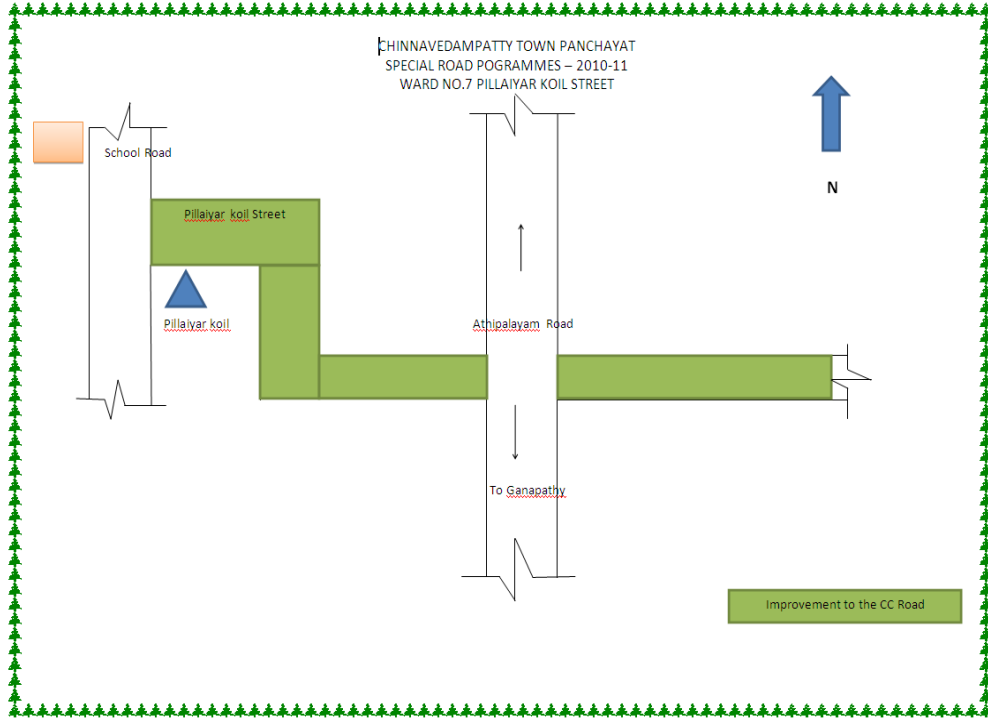 CHINNAVEDAMPATTY TOWN PANCHAYAT
SPECIAL ROAD POGRAMMES – 2010-11
WARD NO.7 PILLAIYAR KOIL STREET
School Road
N
Pillaiyar koil Street
Pillaiyar koil
Athipalayam Road
To Ganapathy
Improvement to the CC Road